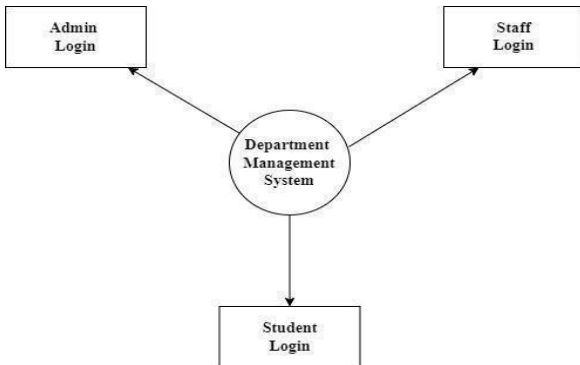 Admin
Login
Staff
Login
Department
Management
System
Student
Login